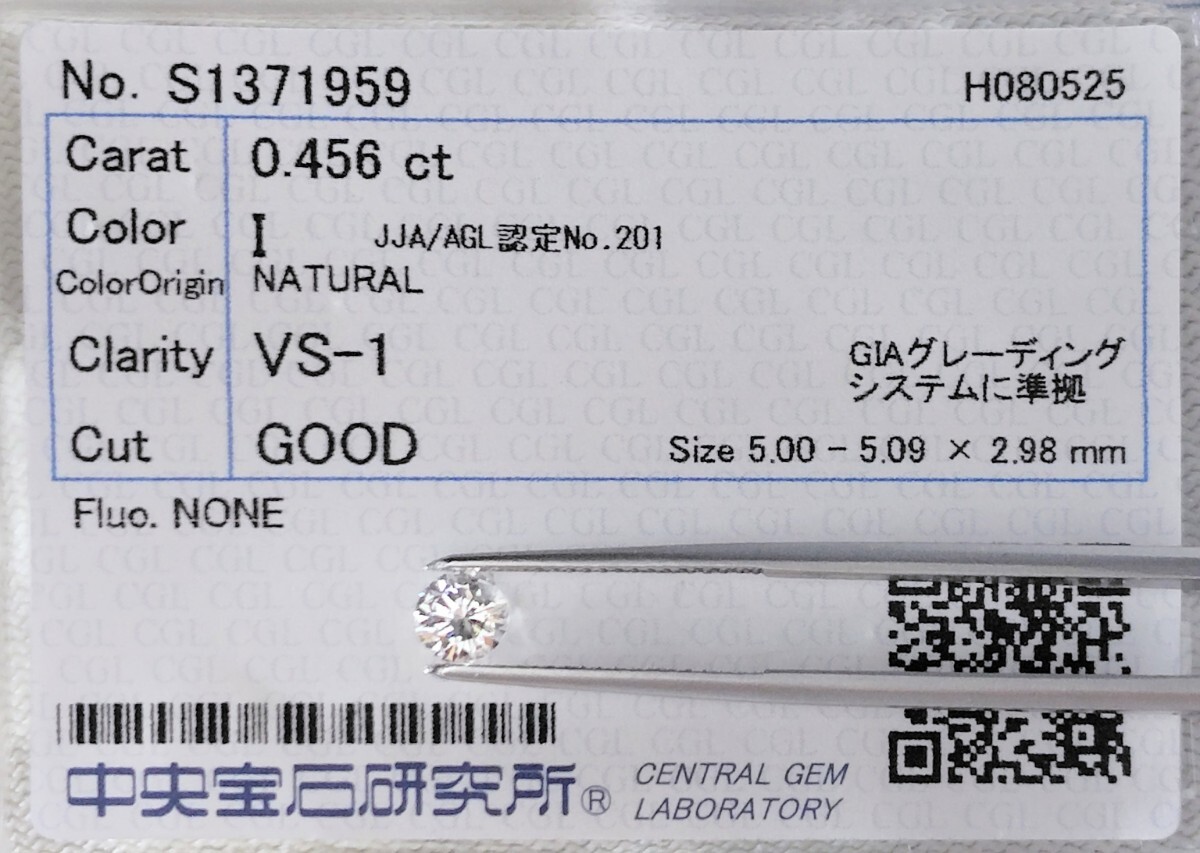 No. S1371959
H080525
Carat 0.456 ct
Color I JJA/AGL認定No.201
ColorOrigin NATURAL
Clarity VS-1
GIAグレーディング
システムに準拠
Cut GOOD
Size 5.00 - 5.09 × 2.98 mm
Fluo. NONE
中央宝石研究所®
CENTRAL GEM
LABORATORY